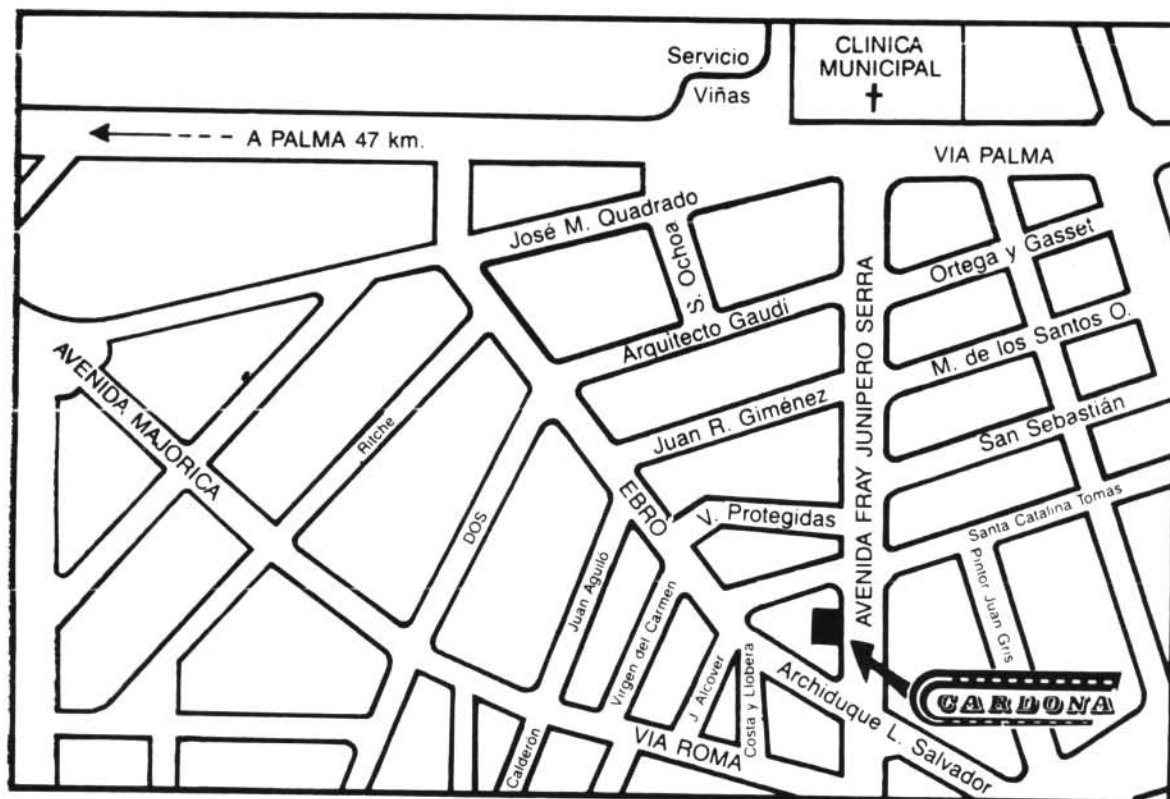 Servicio
Viñas
CLINICA
MUNICIPAL
A PALMA 47 km.
VIA PALMA
José M. Quadrado
S. Ochoa
Ortega y Gasset
Arquitecto Gaudi
AVENIDA FRAY JUNIPERO SERRA
M. de los Santos O.
AVENIDA MAJORICA
Ritche
Juan R. Giménez
San Sebastián
EBRO
V. Protegidas
Santa Catalina Tomas
DOS
Juan Aguiló
Pintor Juan Gris
Virgen del Carmen
J Alcover
Costa y Llobera
Archiduque L. Salvador
CARDONA
Calderón
VIA ROMA